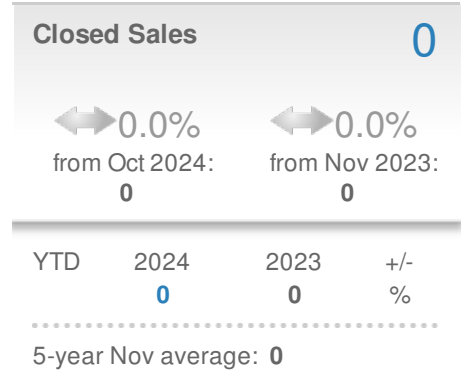 Closed Sales 0
0.0% 0.0%
from Oct 2024: from Nov 2023:
0 0
YTD 2024 2023 +/-
0 0 %
5-year Nov average: 0